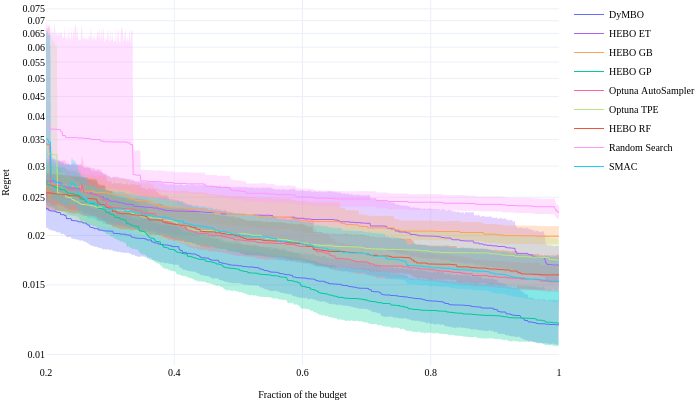 0.075
0.07
0.065
0.06
0.055
0.05
0.045
0.04
0.035
0.03
0.025
0.02
0.015
0.01
Regret
0.2
0.4
0.6
0.8
1
Fraction of the budget
DyMBO
HEBO ET
HEBO GB
HEBO GP
Optuna AutoSampler
Optuna TPE
HEBO RF
Random Search
SMAC